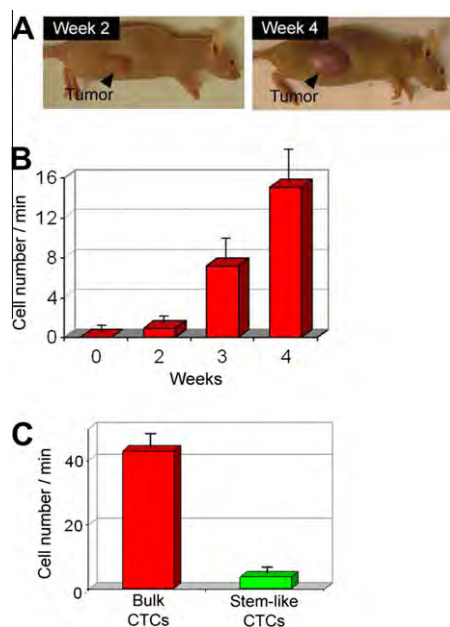 A
Week 2
Week 4
Tumor
Tumor
B
Cell number / min
16
12
8
4
0
0 2 3 4
Weeks
C
Cell number / min
40
20
0
Bulk CTCs
Stem-like CTCs